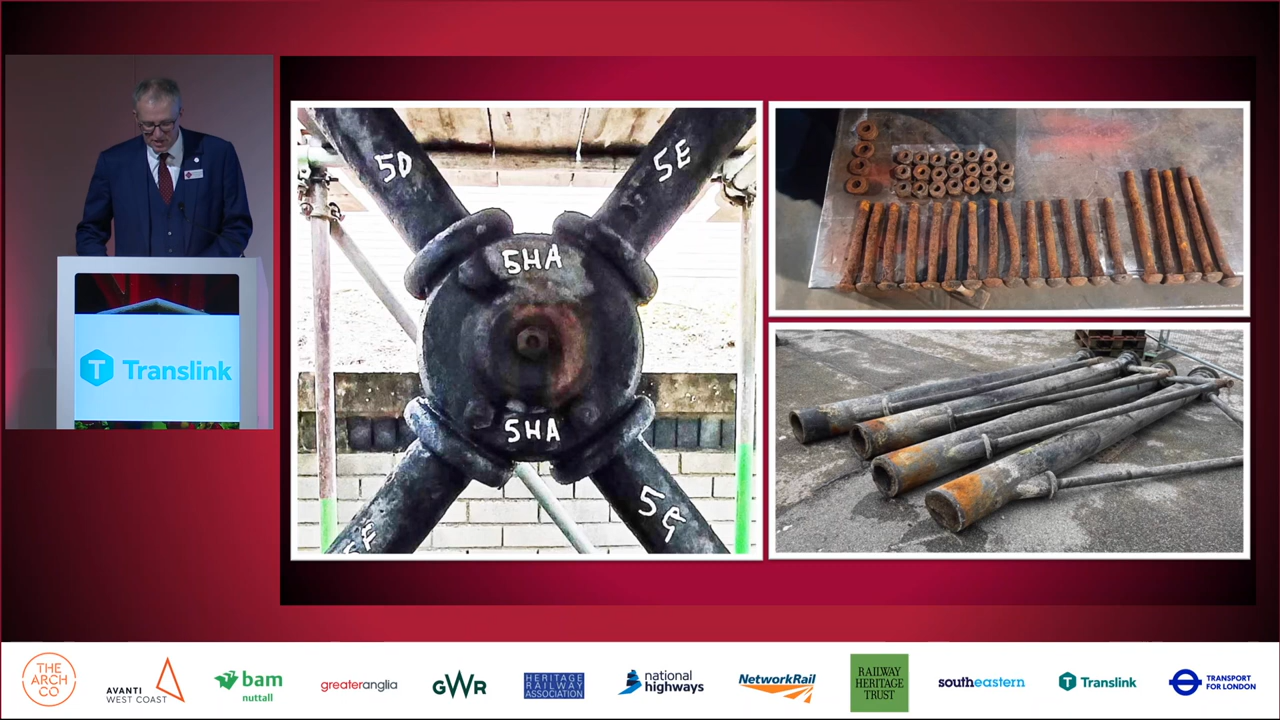 5D
5E
5HA
5HA
5G
5F
T Translink
THE
ARCH
CO
AVANTI
WEST COAST
bam
nuttall
greateranglia
GWR
HERITAGE
RAILWAY
ASSOCIATION
national
highways
NetworkRail
RAILWAY
HERITAGE
TRUST
southeastern
T Translink
TRANSPORT
FOR LONDON